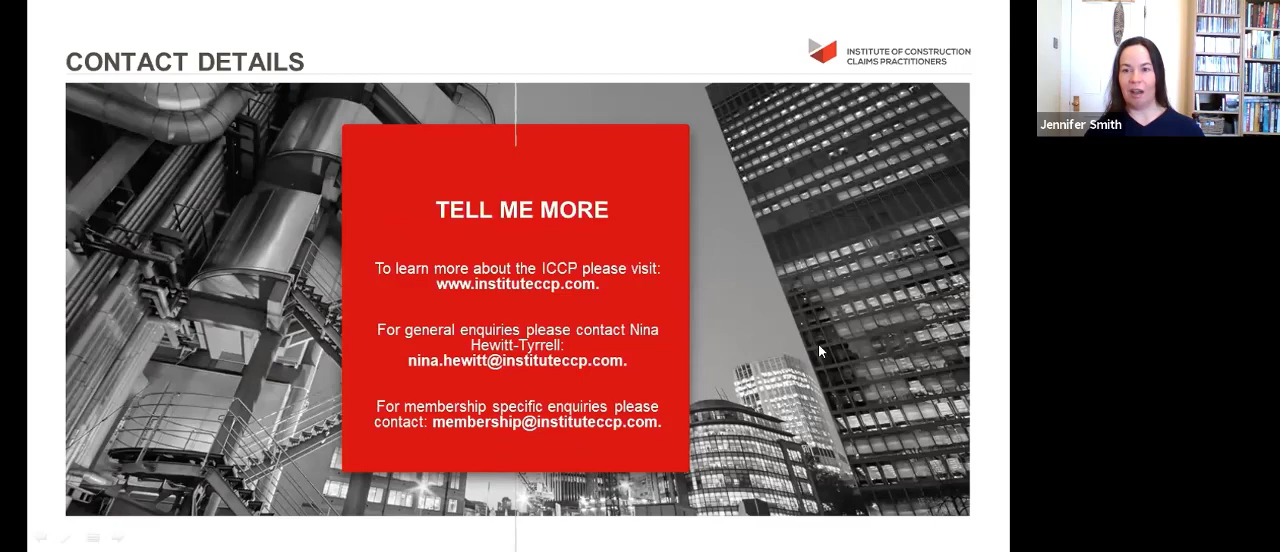 CONTACT DETAILS
INSTITUTE OF CONSTRUCTION
CLAIMS PRACTITIONERS
Jennifer Smith
TELL ME MORE
To learn more about the ICCP please visit:
www.instituteccp.com.
For general enquiries please contact Nina
Hewitt-Tyrrell:
nina.hewitt@instituteccp.com.
For membership specific enquiries please
contact: membership@instituteccp.com.